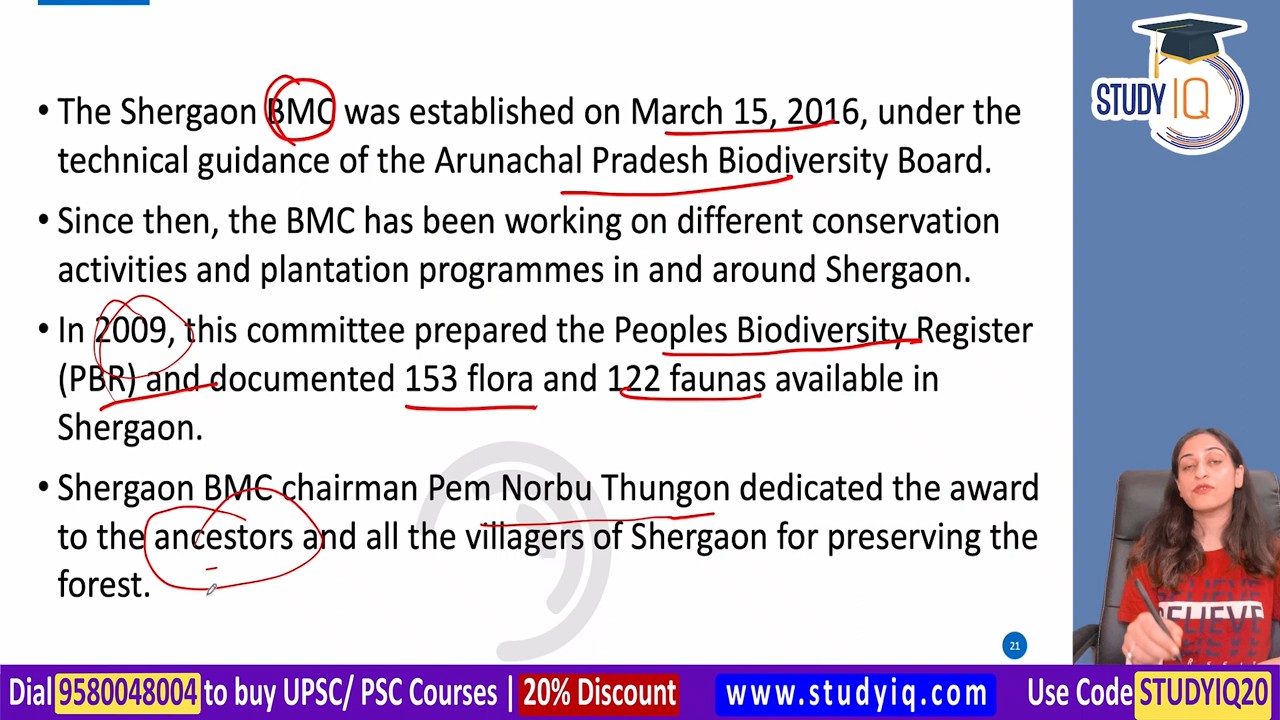 • The Shergaon BMC was established on March 15, 2016, under the
technical guidance of the Arunachal Pradesh Biodiversity Board.
• Since then, the BMC has been working on different conservation
activities and plantation programmes in and around Shergaon.
• In 2009, this committee prepared the Peoples Biodiversity Register
(PBR) and documented 153 flora and 122 faunas available in
Shergaon.
• Shergaon BMC chairman Pem Norbu Thungon dedicated the award
to the ancestors and all the villagers of Shergaon for preserving the
forest.
21
STUDY IQ
BELIEVE
BELIEVE
BELIEVE
Dial 9580048004 to buy UPSC/ PSC Courses | 20% Discount
www.studyiq.com
Use Code STUDYIQ20